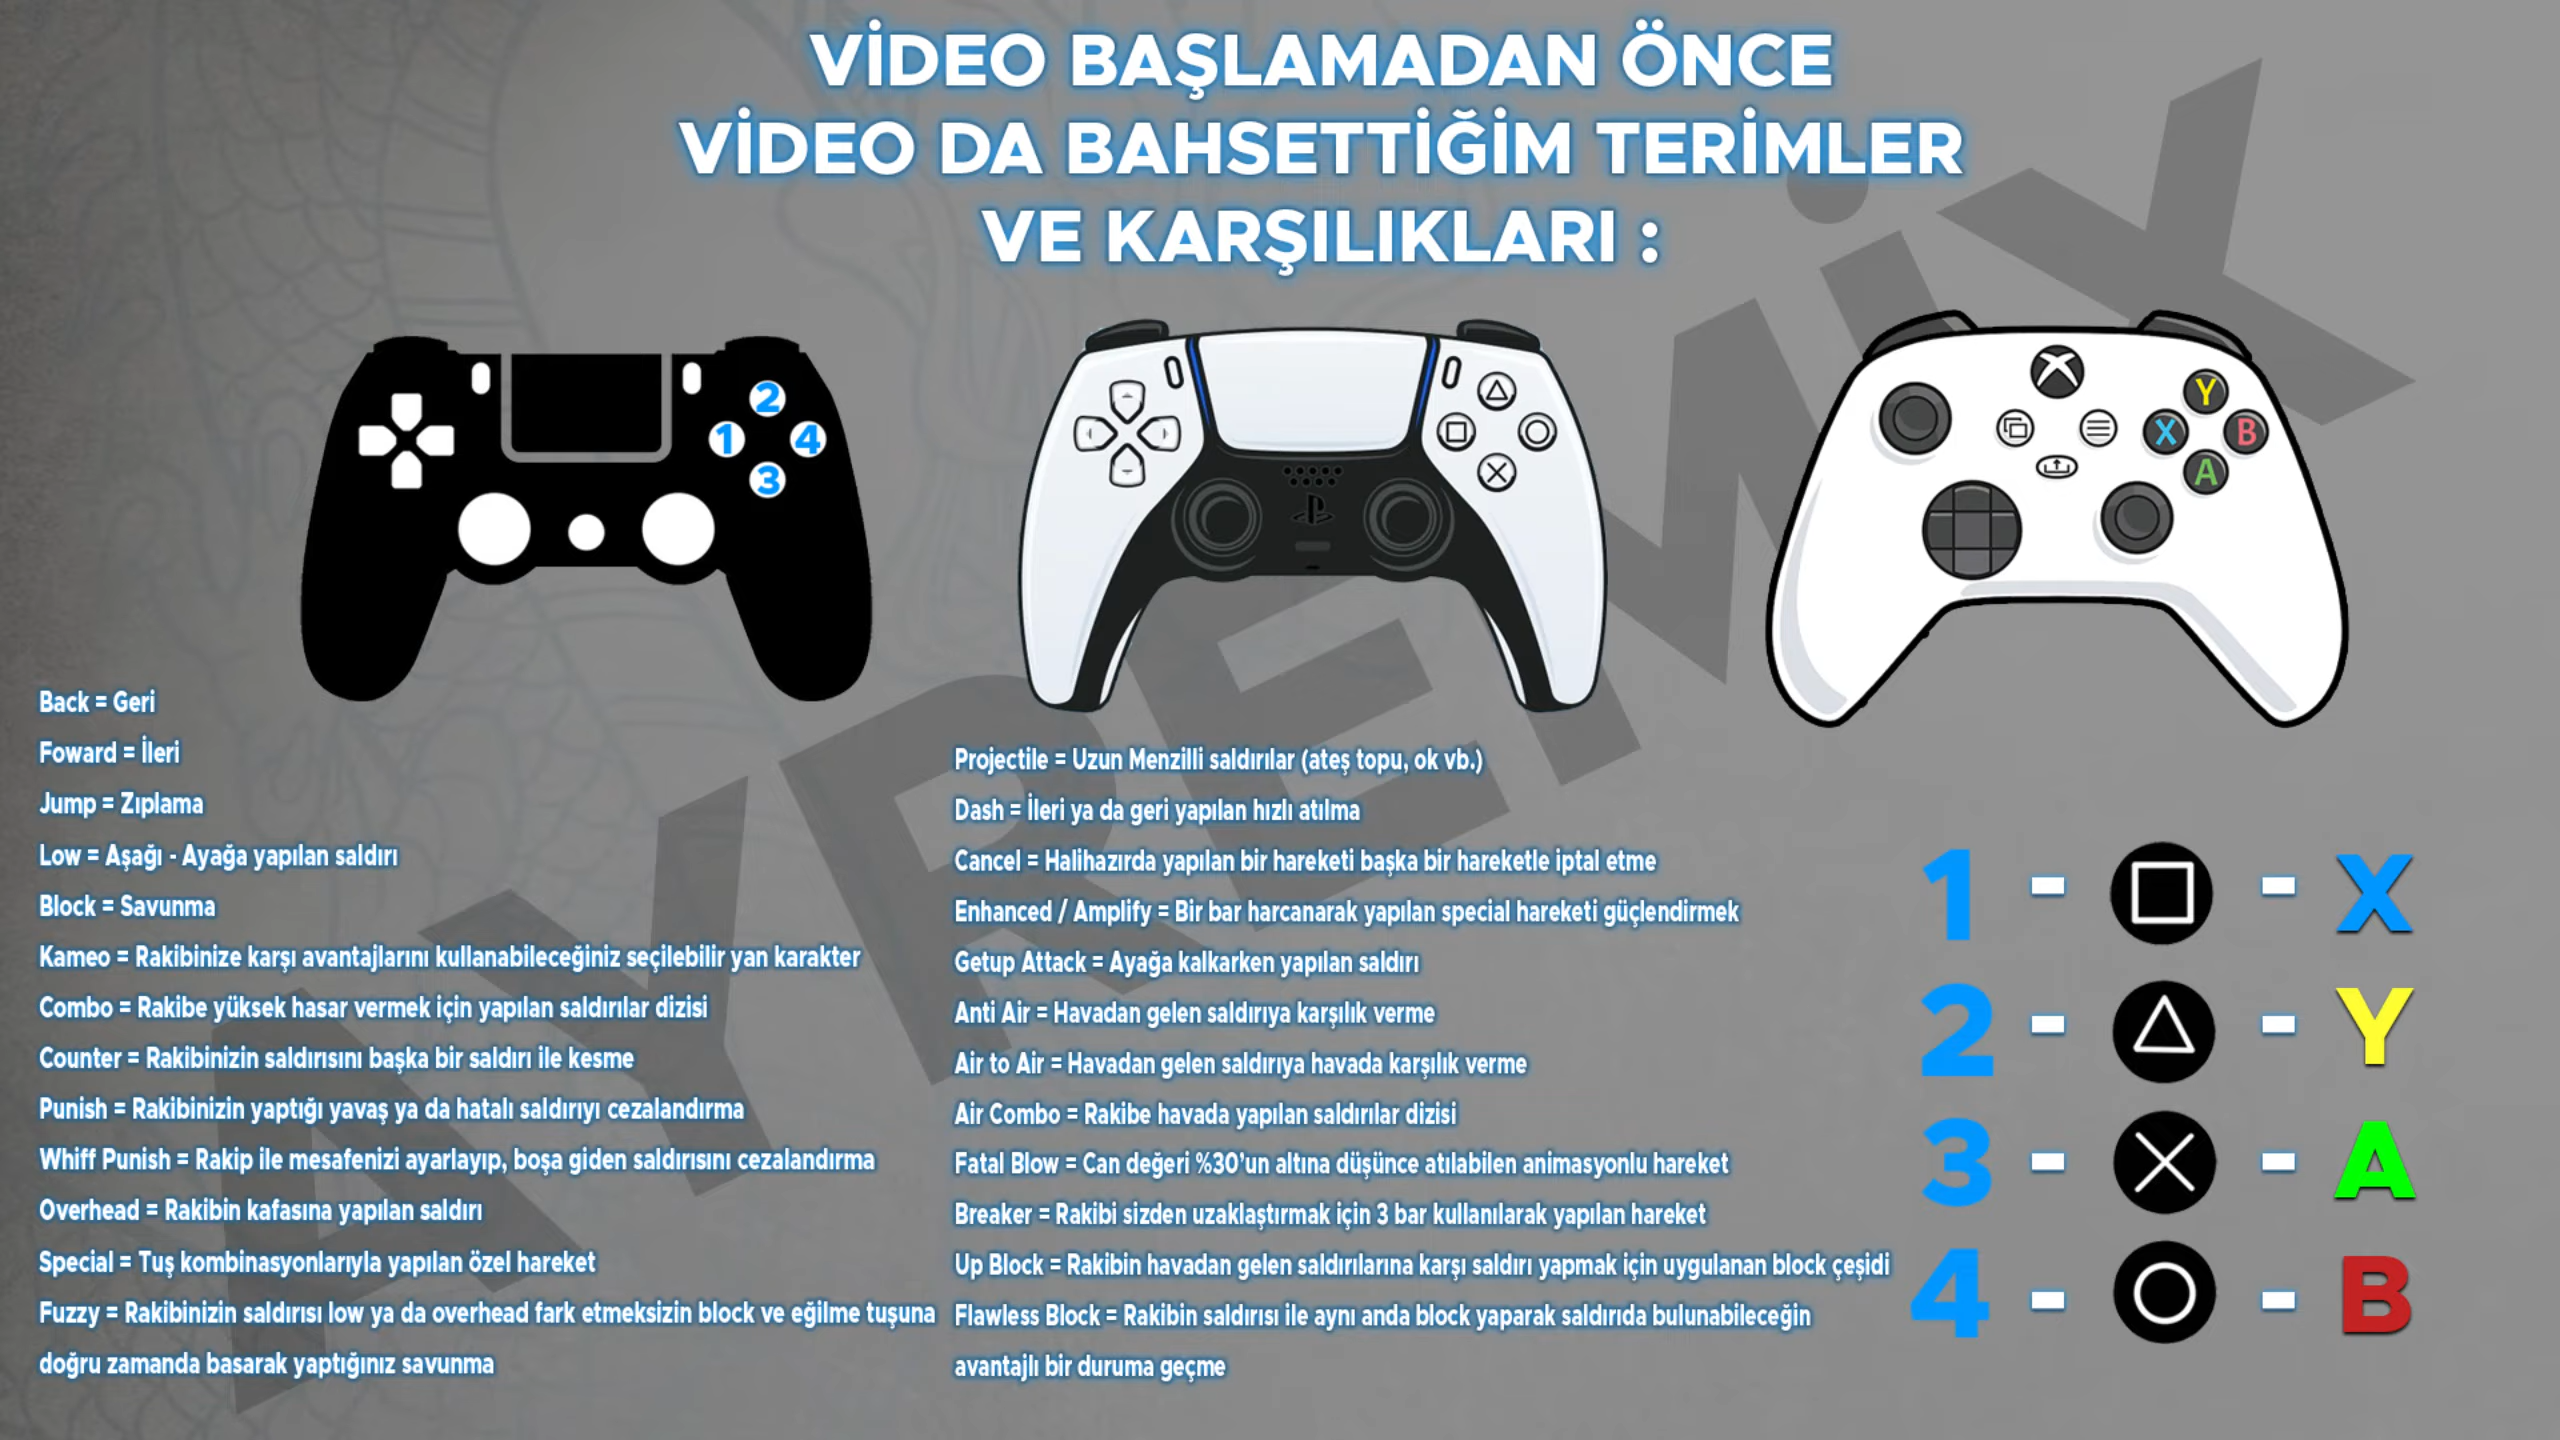 VİDEO BAŞLAMADAN ÖNCE
VİDEO DA BAHSETTİĞİM TERİMLER
VE KARŞILIKLARI :
2
1 4
3
Y
X B
A
AYREMİX
Back = Geri
Foward = İleri
Jump = Zıplama
Low = Aşağı - Ayağa yapılan saldırı
Block = Savunma
Kameo = Rakibinize karşı avantajlarını kullanabileceğiniz seçilebilir yan karakter
Combo = Rakibe yüksek hasar vermek için yapılan saldırılar dizisi
Counter = Rakibinizin saldırısını başka bir saldırı ile kesme
Punish = Rakibinizin yaptığı yavaş ya da hatalı saldırıyı cezalandırma
Whiff Punish = Rakip ile mesafenizi ayarlayıp, boşa giden saldırısını cezalandırma
Overhead = Rakibin kafasına yapılan saldırı
Special = Tuş kombinasyonlarıyla yapılan özel hareket
Fuzzy = Rakibinizin saldırısı low ya da overhead fark etmeksizin block ve eğilme tuşuna
doğru zamanda basarak yaptığınız savunma
Projectile = Uzun Menzilli saldırılar (ateş topu, ok vb.)
Dash = İleri ya da geri yapılan hızlı atılma
Cancel = Halihazırda yapılan bir hareketi başka bir hareketle iptal etme
Enhanced / Amplify = Bir bar harcanarak yapılan special hareketi güçlendirmek
Getup Attack = Ayağa kalkarken yapılan saldırı
Anti Air = Havadan gelen saldırıya karşılık verme
Air to Air = Havadan gelen saldırıya havada karşılık verme
Air Combo = Rakibe havada yapılan saldırılar dizisi
Fatal Blow = Can değeri %30’un altına düşünce atılabilen animasyonlu hareket
Breaker = Rakibi sizden uzaklaştırmak için 3 bar kullanılarak yapılan hareket
Up Block = Rakibin havadan gelen saldırılarına karşı saldırı yapmak için uygulanan block çeşidi
Flawless Block = Rakibin saldırısı ile aynı anda block yaparak saldırıda bulunabileceğin
avantajlı bir duruma geçme
1 - □ - X
2 - △ - Y
3 - ✕ - A
4 - ○ - B